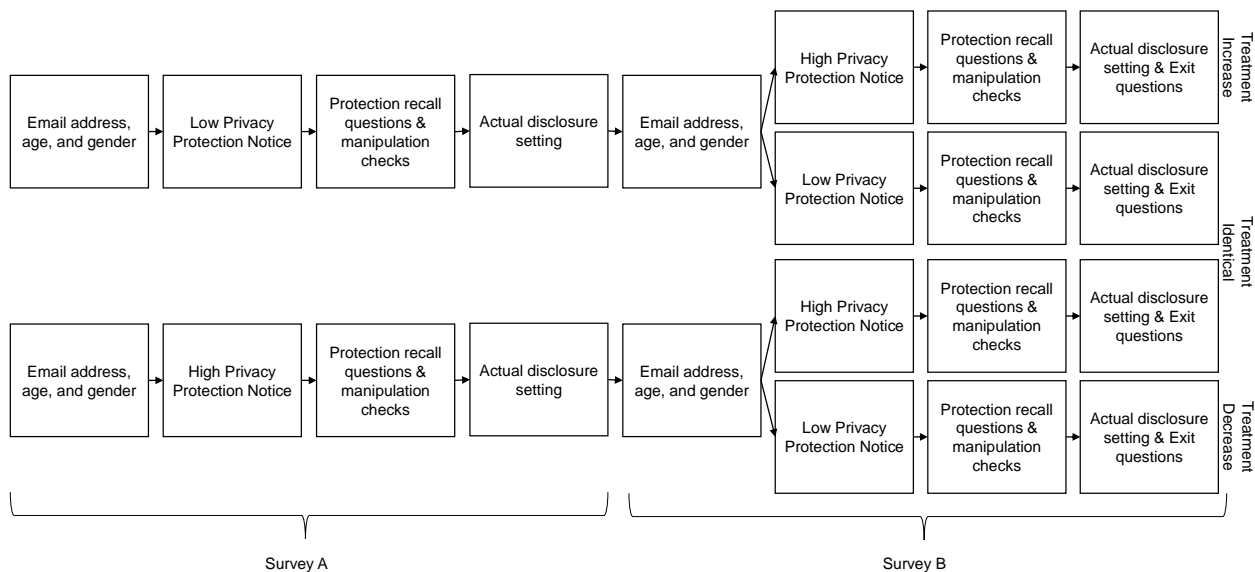 Email address,
age, and gender
Low Privacy
Protection Notice
Protection recall
questions &
manipulation
checks
Actual disclosure
setting
Email address,
age, and gender
High Privacy
Protection Notice
Protection recall
questions &
manipulation
checks
Actual disclosure
setting & Exit
questions
Treatment
Increase
Low Privacy
Protection Notice
Protection recall
questions &
manipulation
checks
Actual disclosure
setting & Exit
questions
Treatment
Identical
Email address,
age, and gender
High Privacy
Protection Notice
Protection recall
questions &
manipulation
checks
Actual disclosure
setting
Email address,
age, and gender
High Privacy
Protection Notice
Protection recall
questions &
manipulation
checks
Actual disclosure
setting & Exit
questions
Low Privacy
Protection Notice
Protection recall
questions &
manipulation
checks
Actual disclosure
setting & Exit
questions
Treatment
Decrease
Survey A
Survey B